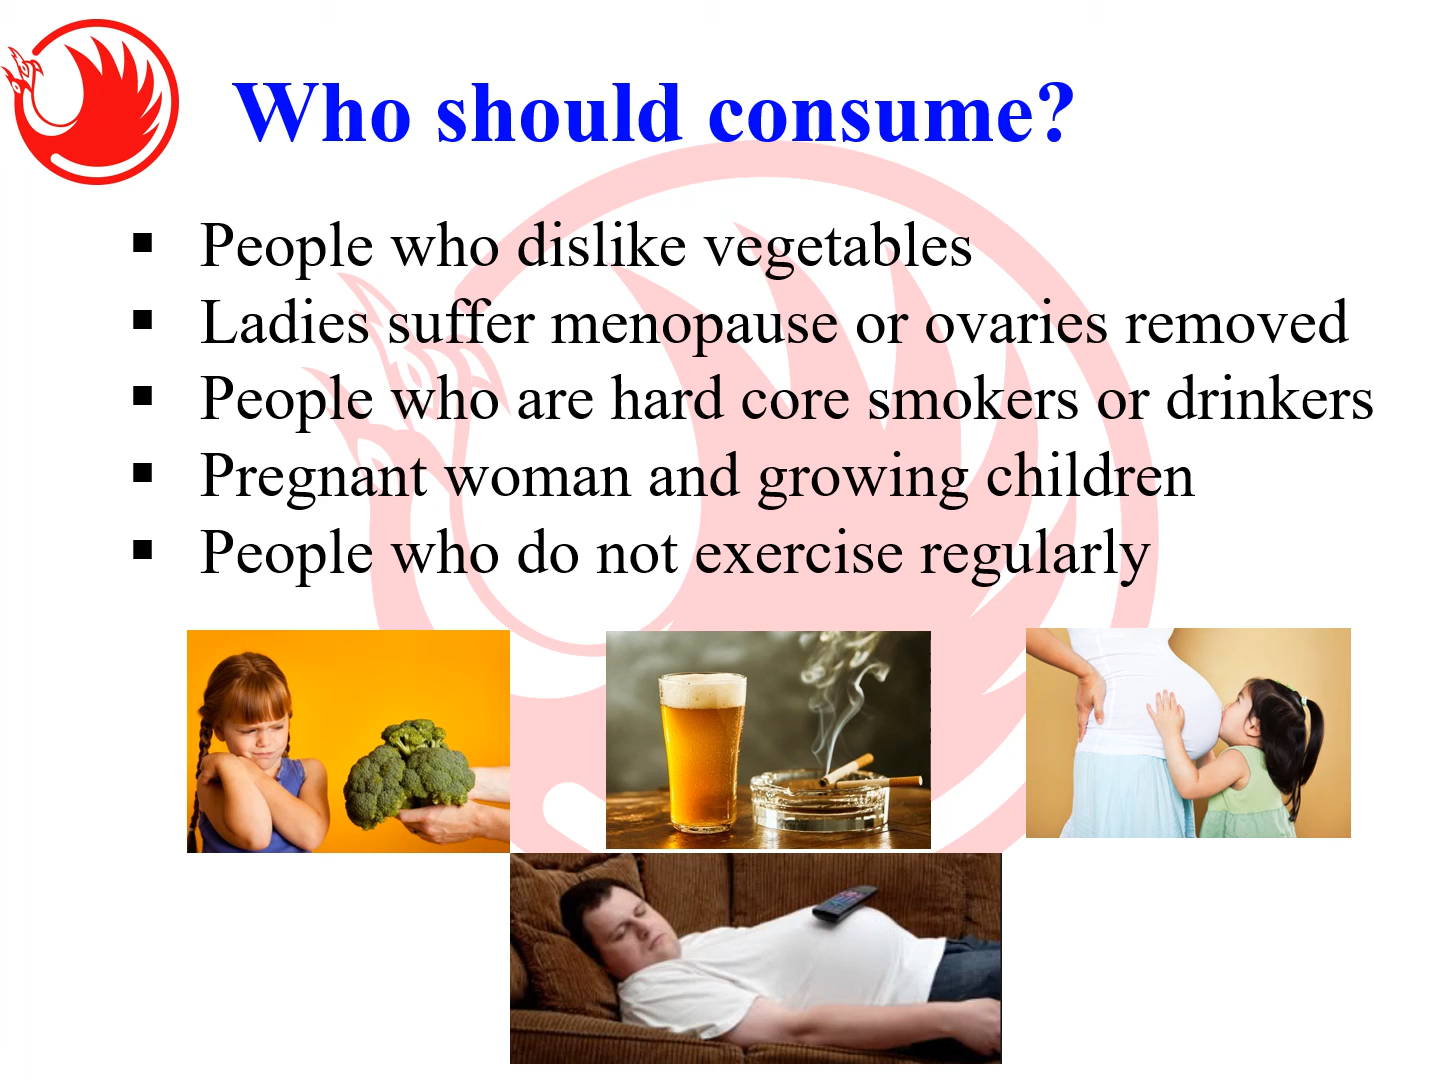 Who should consume?
▪ People who dislike vegetables
▪ Ladies suffer menopause or ovaries removed
▪ People who are hard core smokers or drinkers
▪ Pregnant woman and growing children
▪ People who do not exercise regularly